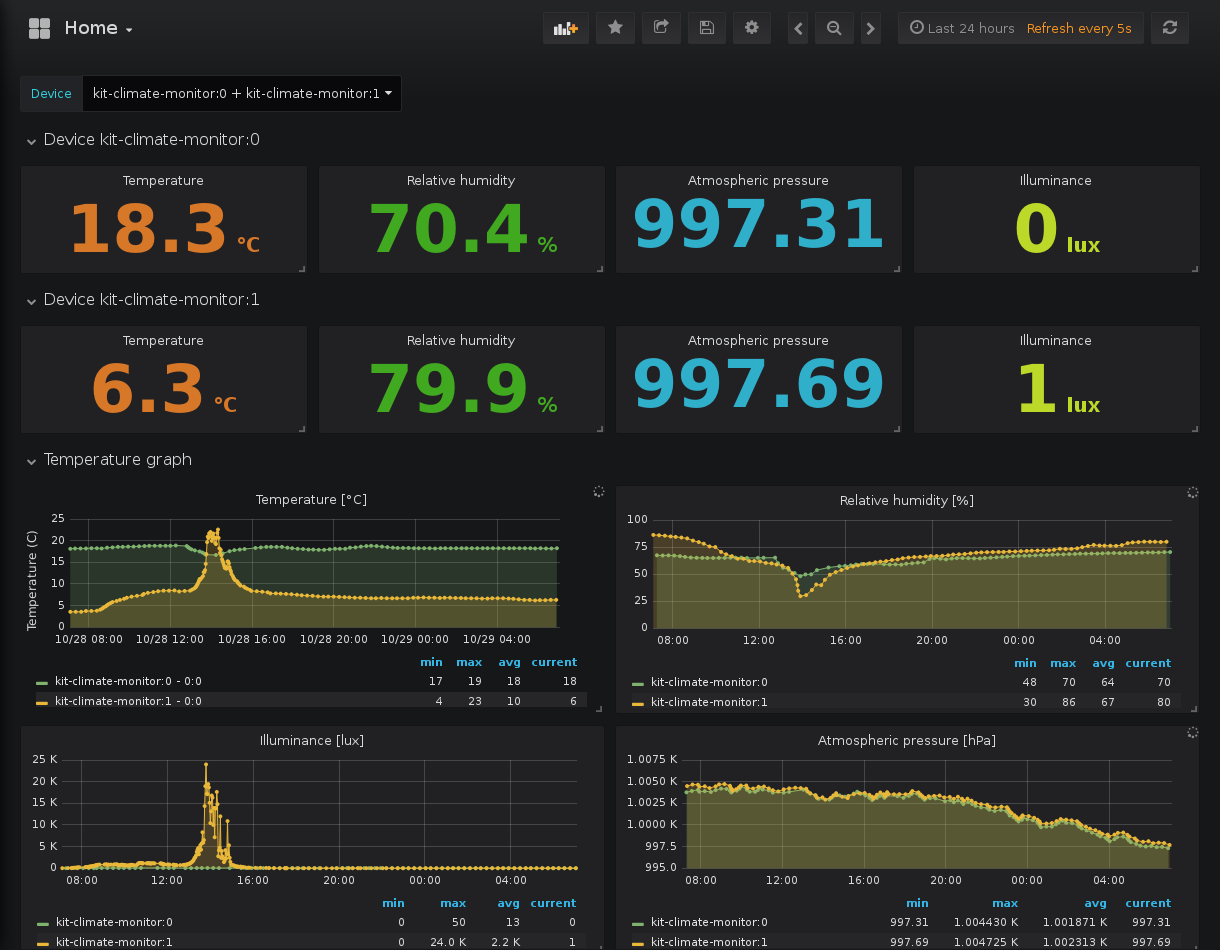 Home
Last 24 hours Refresh every 5s
Device kit-climate-monitor:0 + kit-climate-monitor:1
Device kit-climate-monitor:0
Temperature Relative humidity Atmospheric pressure Illuminance
18.3 °C 70.4 % 997.31 0 lux
Device kit-climate-monitor:1
Temperature Relative humidity Atmospheric pressure Illuminance
6.3 °C 79.9 % 997.69 1 lux
Temperature graph
Temperature [°C]
Temperature (C)
25
20
15
10
5
0
10/28 08:00 10/28 12:00 10/28 16:00 10/28 20:00 10/29 00:00 10/29 04:00
min max avg current
kit-climate-monitor:0 - 0:0 17 19 18 18
kit-climate-monitor:1 - 0:0 4 23 10 6
Relative humidity [%]
100
75
50
25
0
08:00 12:00 16:00 20:00 00:00 04:00
min max avg current
kit-climate-monitor:0 48 70 64 70
kit-climate-monitor:1 30 86 67 80
Illuminance [lux]
25 K
20 K
15 K
10 K
5 K
0
08:00 12:00 16:00 20:00 00:00 04:00
min max avg current
kit-climate-monitor:0 0 50 13 0
kit-climate-monitor:1 0 24.0 K 2.2 K 1
Atmospheric pressure [hPa]
1.0075 K
1.0050 K
1.0025 K
1.0000 K
997.5
995.0
08:00 12:00 16:00 20:00 00:00 04:00
min max avg current
kit-climate-monitor:0 997.31 1.004430 K 1.001871 K 997.31
kit-climate-monitor:1 997.69 1.004725 K 1.002313 K 997.69